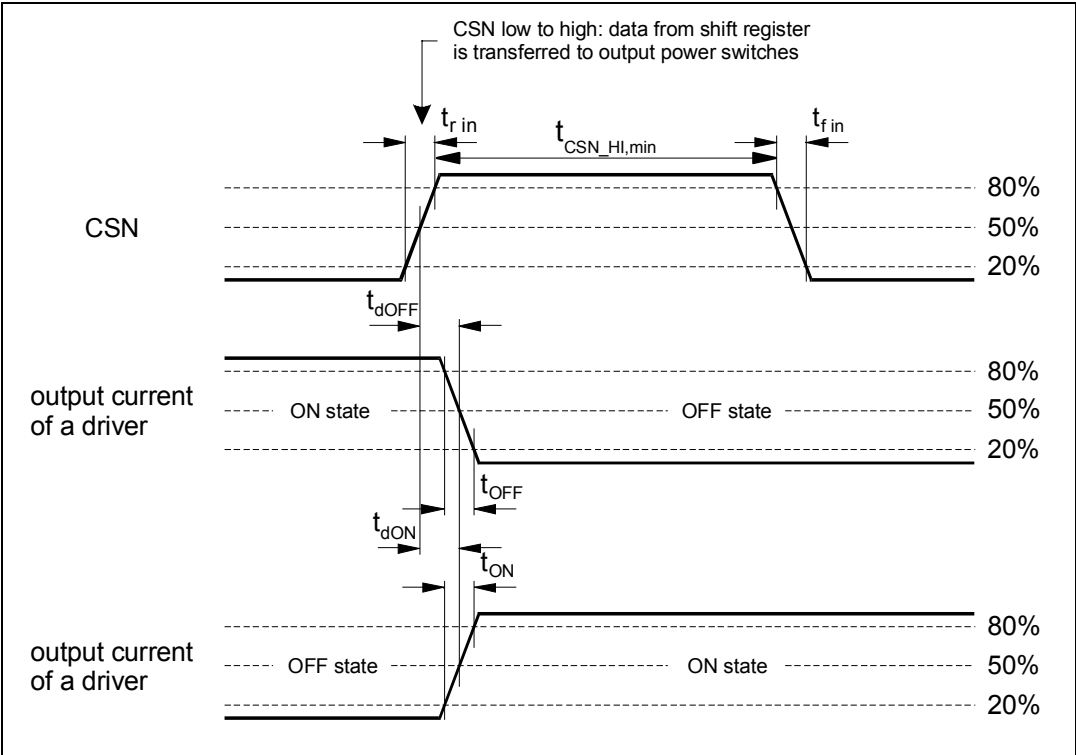 CSN low to high: data from shift register
is transferred to output power switches
tr in
tCSN_HI,min
tf in
80%
CSN
50%
20%
tdOFF
80%
output current
of a driver
ON state
OFF state
50%
20%
tOFF
tdON
tON
80%
output current
of a driver
OFF state
ON state
50%
20%